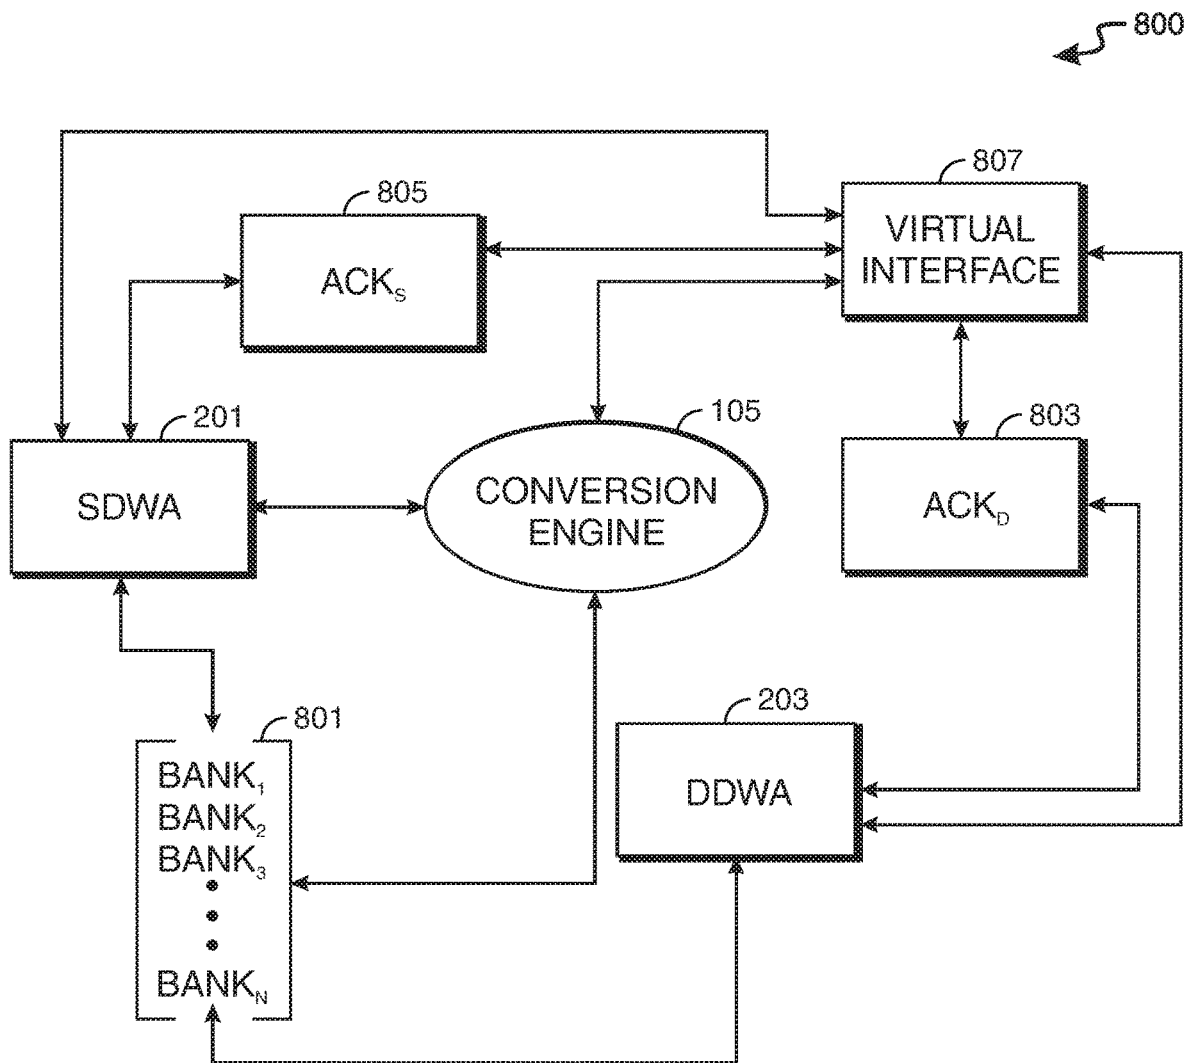 800
807
VIRTUAL
INTERFACE
805
ACKS
201
SDWA
105
CONVERSION
ENGINE
803
ACKD
203
DDWA
801
BANK1
BANK2
BANK3
BANKN